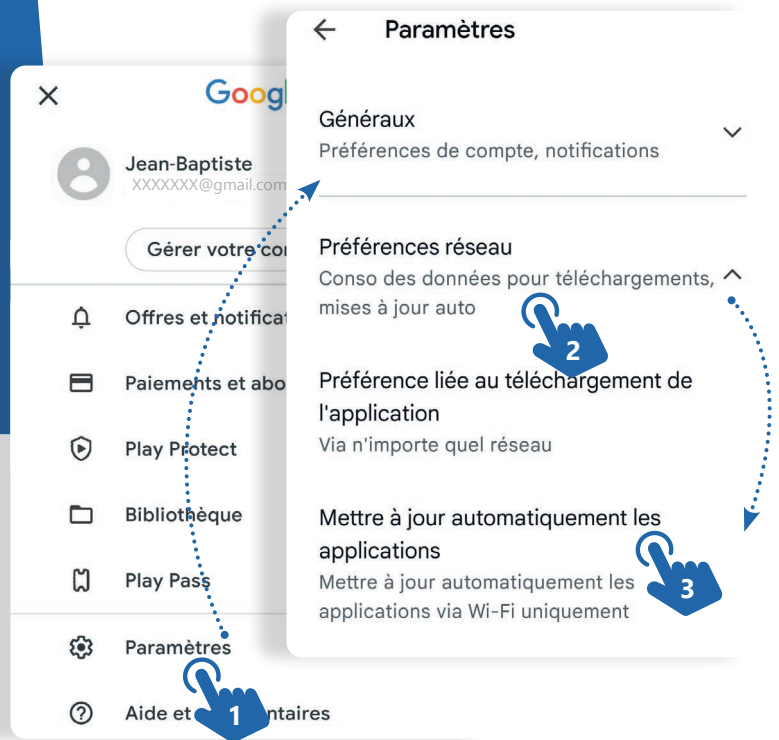 Goog
Jean-Baptiste
XXXXXXX@gmail.com
Gérer votre co
Offres et notifica
Paiements et abo
Play Protect
Bibliothèque
Play Pass
Paramètres
Aide et ntaires
1
Paramètres
Généraux
Préférences de compte, notifications
Préférences réseau
Conso des données pour téléchargements,
mises à jour auto
2
Préférence liée au téléchargement de
l'application
Via n'importe quel réseau
Mettre à jour automatiquement les
applications
Mettre à jour automatiquement les
applications via Wi-Fi uniquement
3